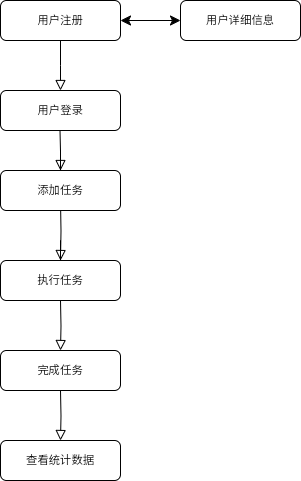 用户注册
用户详细信息
用户登录
添加任务
执行任务
完成任务
查看统计数据